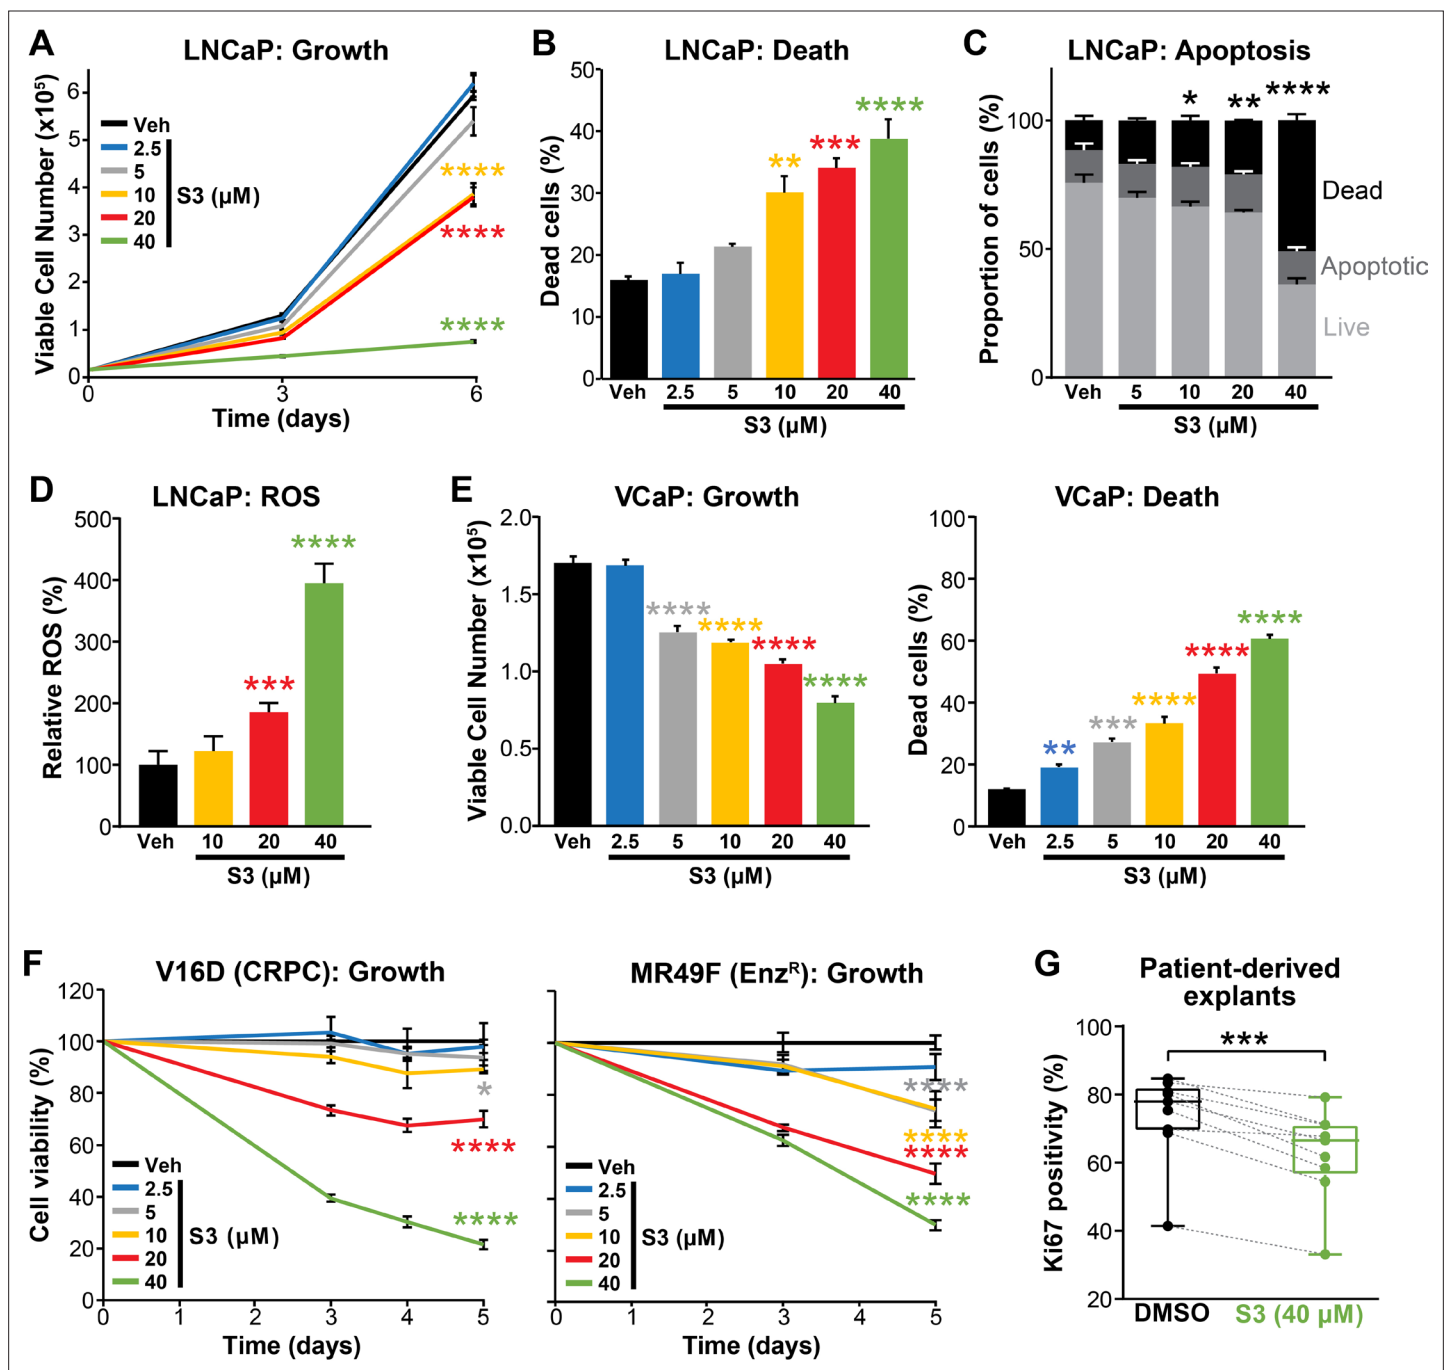 A
LNCaP: Growth
Viable Cell Number (x10⁵)
6
5
4
3
2
1
0
Veh
2.5
5
10
20
40
S3 (µM)
****
****
****
0
3
6
Time (days)
B
LNCaP: Death
Dead cells (%)
50
40
30
20
10
0
**
***
****
Veh
2.5
5
10
20
40
S3 (µM)
C
LNCaP: Apoptosis
Proportion of cells (%)
100
50
0
*
**
****
Dead
Apoptotic
Live
Veh
5
10
20
40
S3 (µM)
D
LNCaP: ROS
Relative ROS (%)
500
400
300
200
100
0
***
****
Veh
10
20
40
S3 (µM)
E
VCaP: Growth
Viable Cell Number (x10⁵)
2.0
1.5
1.0
0.5
0.0
****
****
****
****
Veh
2.5
5
10
20
40
S3 (µM)
VCaP: Death
Dead cells (%)
100
80
60
40
20
0
**
***
****
****
****
Veh
2.5
5
10
20
40
S3 (µM)
F
V16D (CRPC): Growth
Cell viability (%)
120
100
80
60
40
20
0
*
****
****
Veh
2.5
5
10
20
40
S3 (µM)
0
1
2
3
4
5
Time (days)
MR49F (Enzᴿ): Growth
****
****
****
****
Veh
2.5
5
10
20
40
S3 (µM)
0
1
2
3
4
5
Time (days)
G
Patient-derived
explants
Ki67 positivity (%)
100
80
60
40
20
***
DMSO
S3 (40 µM)